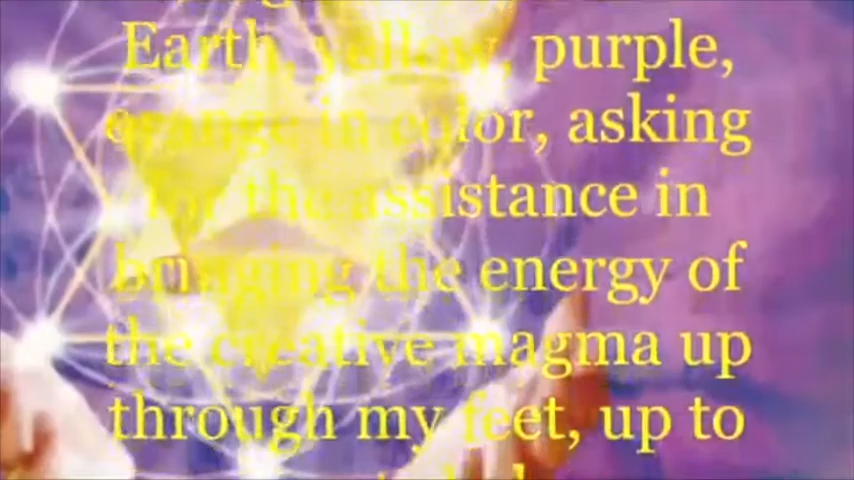 Earth, yellow, purple,
orange in color, asking
for the assistance in
bringing the energy of
the creative magma up
through my feet, up to